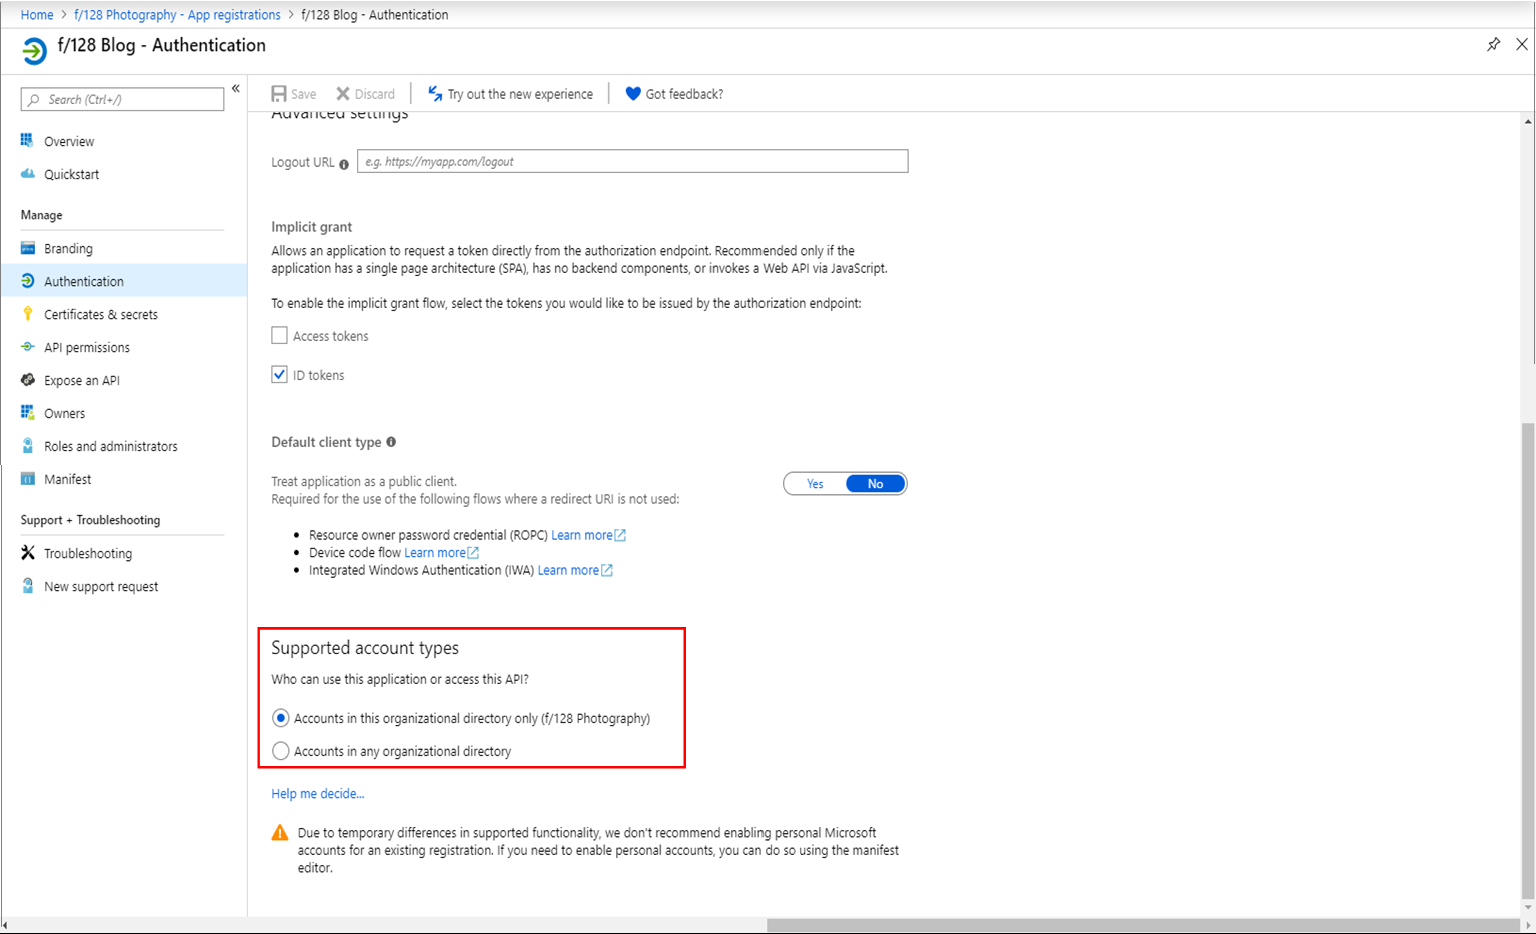 Home > f/128 Photography - App registrations > f/128 Blog - Authentication
f/128 Blog - Authentication
Search (Ctrl+/)
«
Overview
Quickstart
Manage
Branding
Authentication
Certificates & secrets
API permissions
Expose an API
Owners
Roles and administrators
Manifest
Support + Troubleshooting
Troubleshooting
New support request
Save
Discard
Try out the new experience
Got feedback?
Advanced settings
Logout URL
e.g. https://myapp.com/logout
Implicit grant
Allows an application to request a token directly from the authorization endpoint. Recommended only if the
application has a single page architecture (SPA), has no backend components, or invokes a Web API via JavaScript.
To enable the implicit grant flow, select the tokens you would like to be issued by the authorization endpoint:
Access tokens
ID tokens
Default client type
Treat application as a public client.
Required for the use of the following flows where a redirect URI is not used:
Yes
No
• Resource owner password credential (ROPC) Learn more
• Device code flow Learn more
• Integrated Windows Authentication (IWA) Learn more
Supported account types
Who can use this application or access this API?
Accounts in this organizational directory only (f/128 Photography)
Accounts in any organizational directory
Help me decide...
Due to temporary differences in supported functionality, we don't recommend enabling personal Microsoft
accounts for an existing registration. If you need to enable personal accounts, you can do so using the manifest
editor.